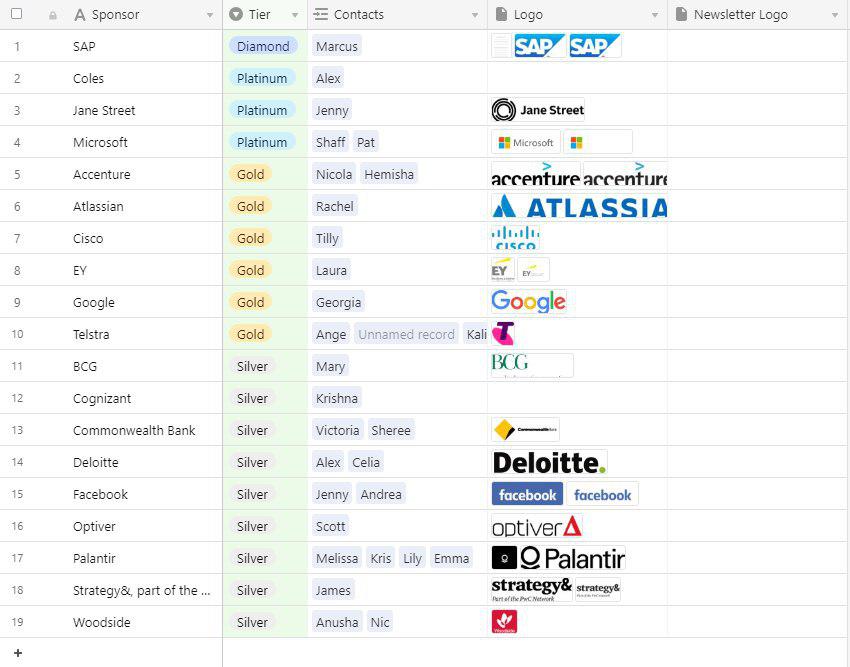 Sponsor Tier Contacts Logo Newsletter Logo
1 SAP Diamond Marcus SAP SAP
2 Coles Platinum Alex
3 Jane Street Platinum Jenny Jane Street
4 Microsoft Platinum Shaff Pat Microsoft
5 Accenture Gold Nicola Hemisha accenture accenture
6 Atlassian Gold Rachel ATLASSIA
7 Cisco Gold Tilly CISCO
8 EY Gold Laura EY EY
9 Google Gold Georgia Google
10 Telstra Gold Ange Unnamed record Kali T
11 BCG Silver Mary BCG
12 Cognizant Silver Krishna
13 Commonwealth Bank Silver Victoria Sheree CommonwealthBank
14 Deloitte Silver Alex Celia Deloitte.
15 Facebook Silver Jenny Andrea facebook facebook
16 Optiver Silver Scott optiver
17 Palantir Silver Melissa Kris Lily Emma Palantir
18 Strategy&, part of the ... Silver James strategy& strategy&
Part of the PwC Network
19 Woodside Silver Anusha Nic Woodside
+